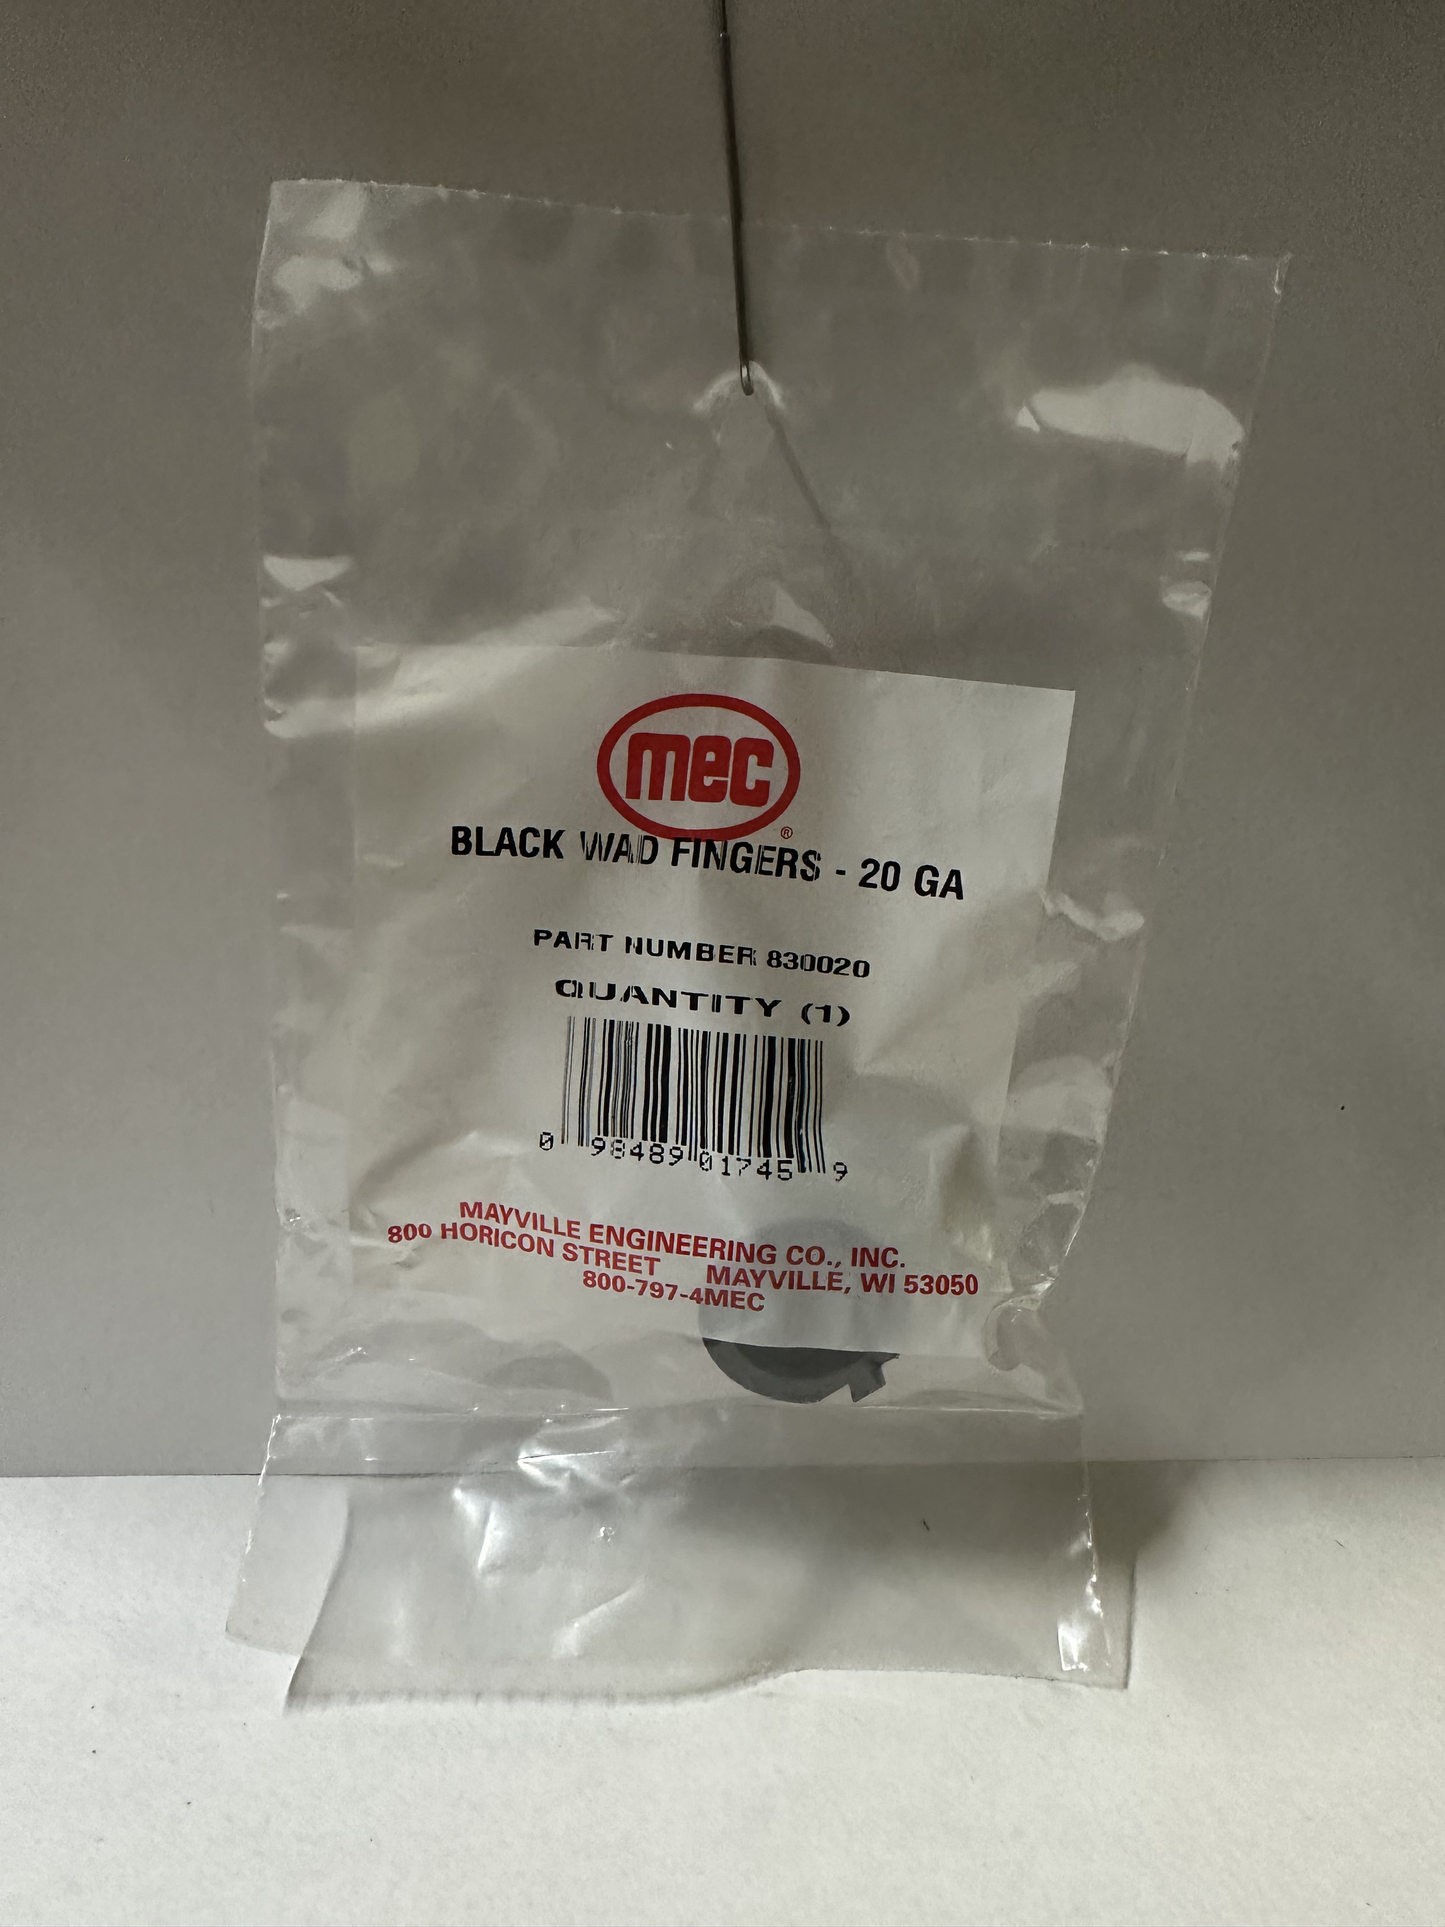 mec
®
BLACK WAD FINGERS - 20 GA
PART NUMBER 830020
QUANTITY (1)
0 98489 01745 9
MAYVILLE ENGINEERING CO., INC.
800 HORICON STREET MAYVILLE, WI 53050
800-797-4MEC